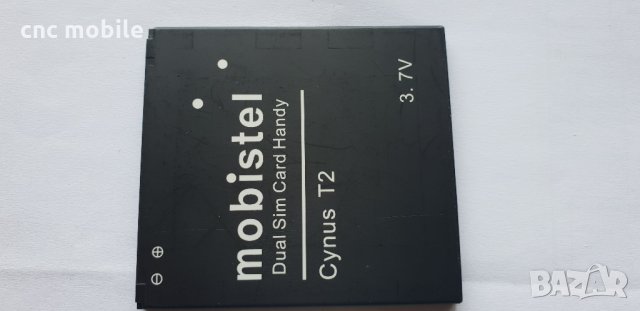 cnc mobile
mobistel
Dual Sim Card Handy
Cynus T2
3.7V
⊖ ⊕
BAZAR